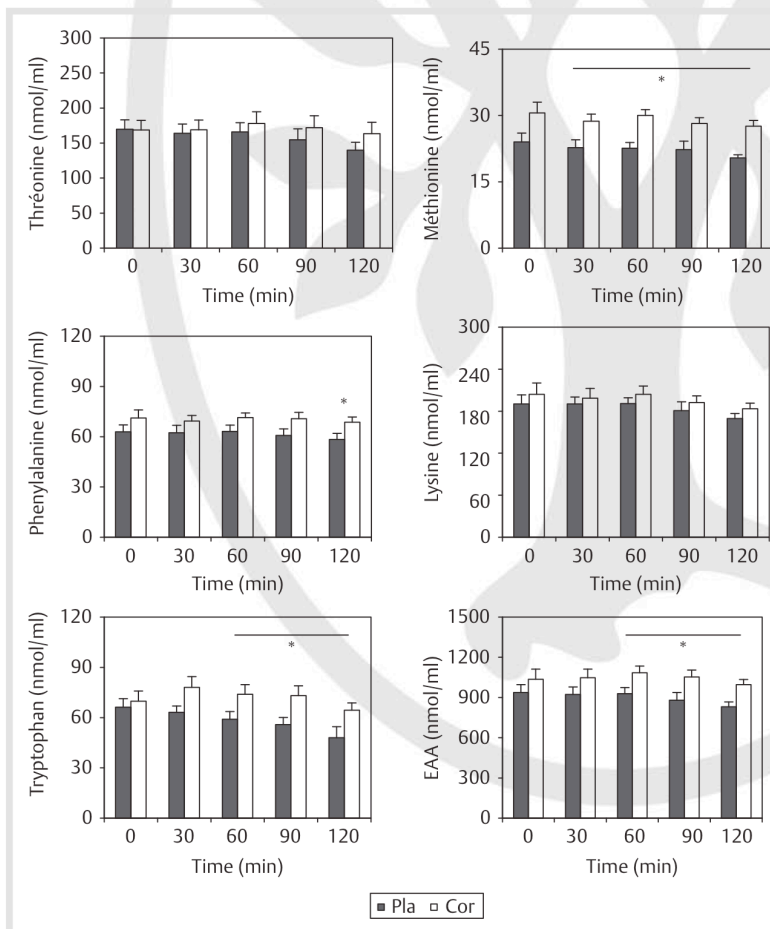 300
250
200
150
100
50
0
Thréonine (nmol/ml)
0 30 60 90 120
Time (min)
45
30
15
0
Méthionine (nmol/ml)
*
0 30 60 90 120
Time (min)
120
90
60
30
0
Phenylalanine (nmol/ml)
*
0 30 60 90 120
Time (min)
300
240
180
120
60
0
Lysine (nmol/ml)
0 30 60 90 120
Time (min)
120
90
60
30
0
Tryptophan (nmol/ml)
*
0 30 60 90 120
Time (min)
1500
1200
900
600
300
0
EAA (nmol/ml)
*
0 30 60 90 120
Time (min)
Pla Cor